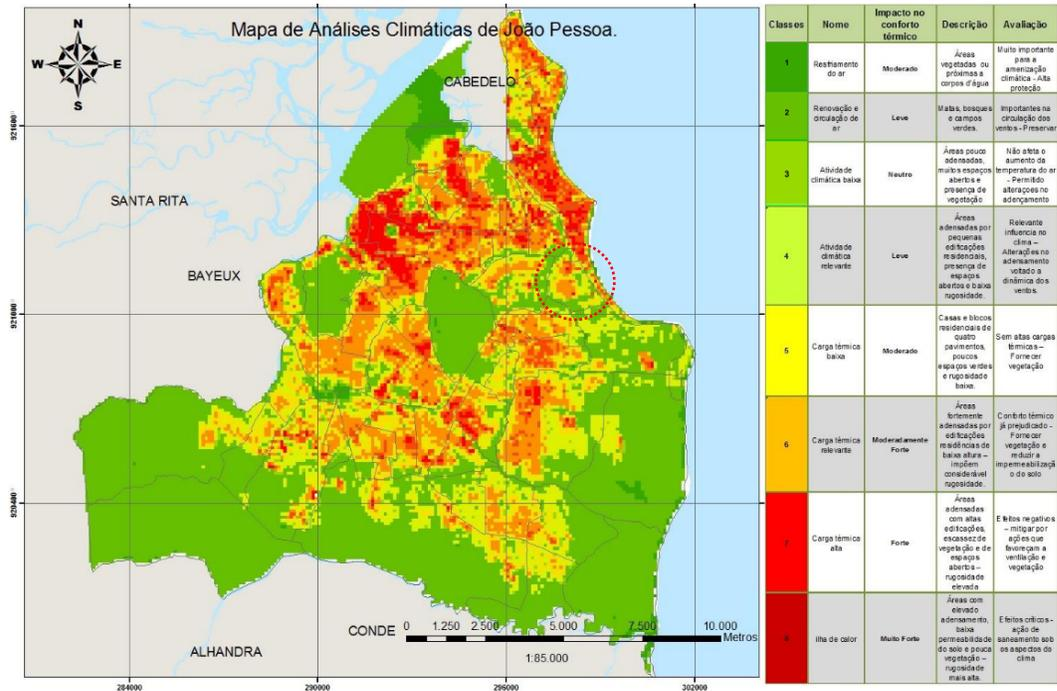 Mapa de Análises Climáticas de João Pessoa.
N
W E
S
CABEDELO
SANTA RITA
BAYEUX
CONDE
ALHANDRA
0 1.250 2.500 5.000 7.500 10.000
Metros
1:85.000
284000 290000 296000 302000
Classes Nome Impacto no conforto térmico Descrição Avaliação
1
Resfriamento do ar
Moderado
Áreas vegetadas ou próximas a corpos d'água
Muito importante para a amenização climática - Alta proteção
2
Renovação e circulação de ar
Leve
Matas, bosques e campos verdes.
Importantes na circulação dos ventos - Preservar
3
Atividade climática baixa
Neutro
Áreas pouco adensadas, muitos espaços abertos e presença de vegetação
Não afeta o aumento da temperatura do ar - Permitido alterações no adençamento
4
Atividade climática relevante
Leve
Áreas adensadas por pequenas edificações residenciais, presença de espaços abertos e baixa rugosidade.
Relevante influencia no clima – Alterações no adensamento voltado a dinâmica dos ventos.
5
Carga térmica baixa
Moderado
Casas e blocos residenciais de quatro pavimentos, poucos espaços verdes e rugosidade baixa.
Sem altas cargas térmicas – Fornecer vegetação
6
Carga térmica relevante
Moderadamente Forte
Áreas fortemente adensadas por edificações residências de baixa altura – impõem considerável rugosidade.
Conforto térmico já prejudicado - Fornecer vegetação e reduzir a impermeabilização do solo
7
Carga térmica alta
Forte
Áreas adensadas com altas edificações, escassez de vegetação e de espaços abertos – rugosidade elevada
Efeitos negativos – mitigar por ações que favoreçam a ventilação e vegetação
8
ilha de calor
Muito Forte
Áreas com elevado adensamento, baixa permeabilidade do solo e pouca vegetação – rugosidade mais alta.
Efeitos críticos - ação de saneamento sob os aspectos do clima